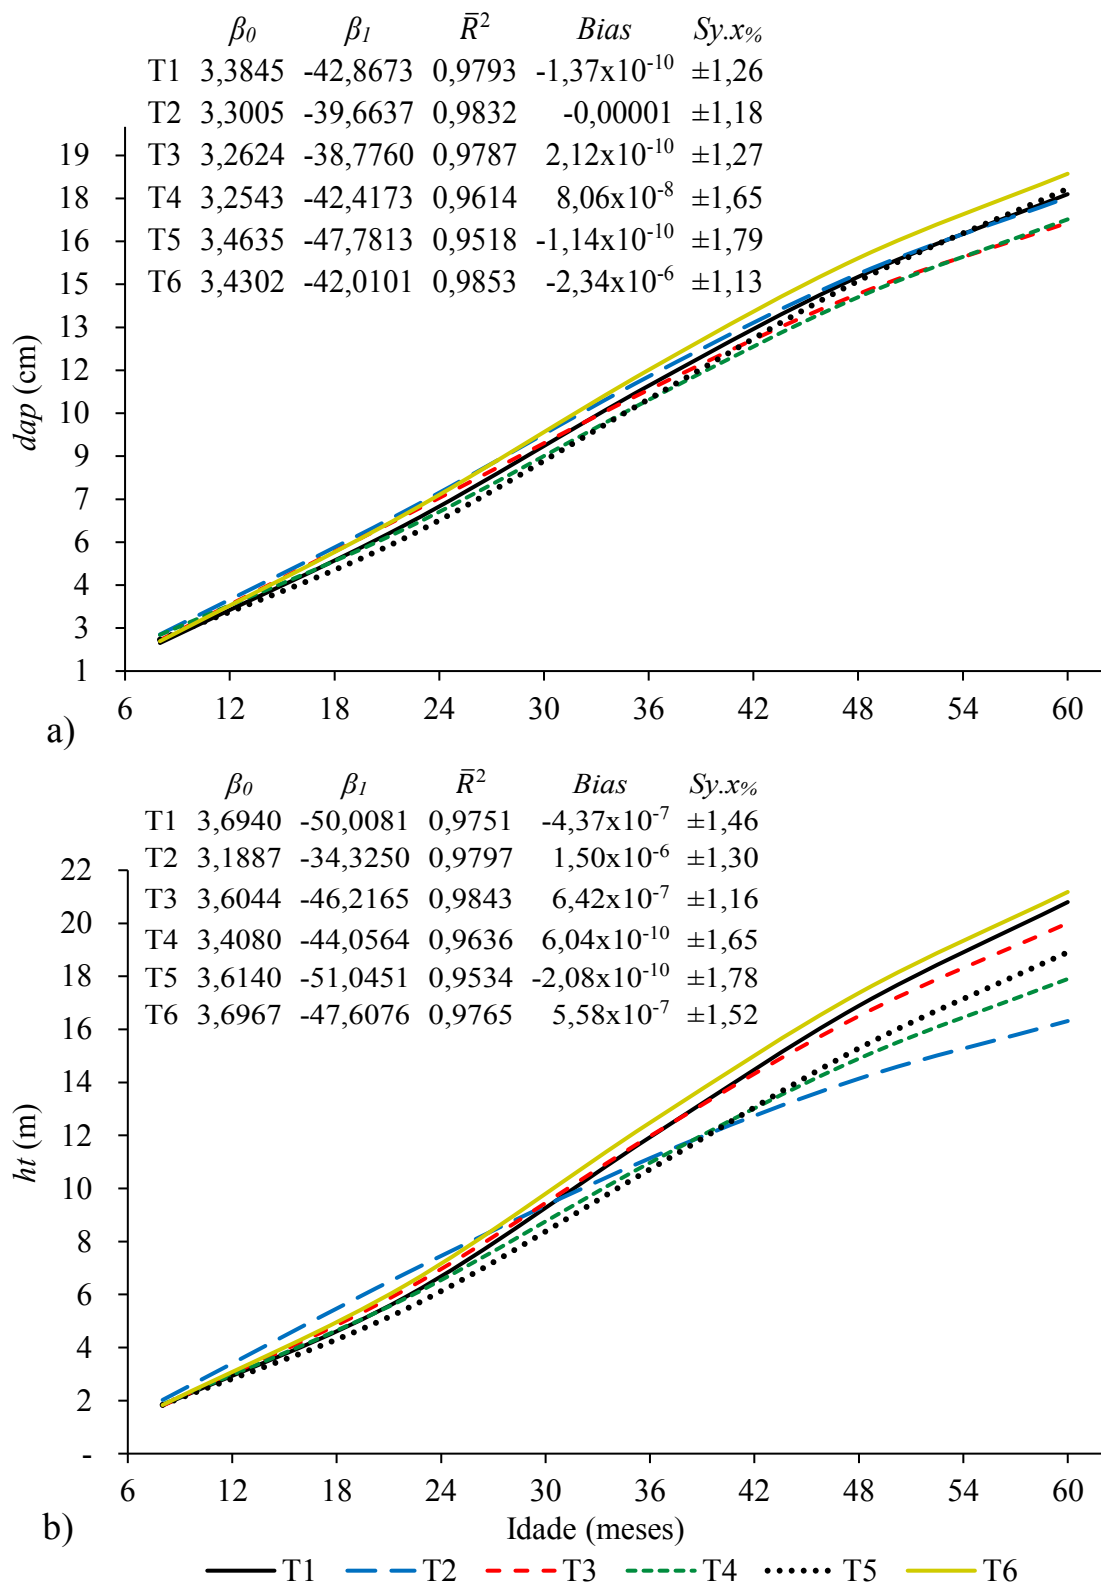 β₀ β₁ R̅² Bias Sy.x%
T1 3,3845 -42,8673 0,9793 -1,37x10⁻¹⁰ ±1,26
T2 3,3005 -39,6637 0,9832 -0,00001 ±1,18
T3 3,2624 -38,7760 0,9787 2,12x10⁻¹⁰ ±1,27
T4 3,2543 -42,4173 0,9614 8,06x10⁻⁸ ±1,65
T5 3,4635 -47,7813 0,9518 -1,14x10⁻¹⁰ ±1,79
T6 3,4302 -42,0101 0,9853 -2,34x10⁻⁶ ±1,13
19
18
16
15
13
12
10
9
7
6
4
3
1
dap (cm)
6 12 18 24 30 36 42 48 54 60
a)
β₀ β₁ R̅² Bias Sy.x%
T1 3,6940 -50,0081 0,9751 -4,37x10⁻⁷ ±1,46
T2 3,1887 -34,3250 0,9797 1,50x10⁻⁶ ±1,30
T3 3,6044 -46,2165 0,9843 6,42x10⁻⁷ ±1,16
T4 3,4080 -44,0564 0,9636 6,04x10⁻¹⁰ ±1,65
T5 3,6140 -51,0451 0,9534 -2,08x10⁻¹⁰ ±1,78
T6 3,6967 -47,6076 0,9765 5,58x10⁻⁷ ±1,52
22
20
18
16
14
12
10
8
6
4
2
-
ht (m)
6 12 18 24 30 36 42 48 54 60
b)
Idade (meses)
T1 T2 T3 T4 T5 T6